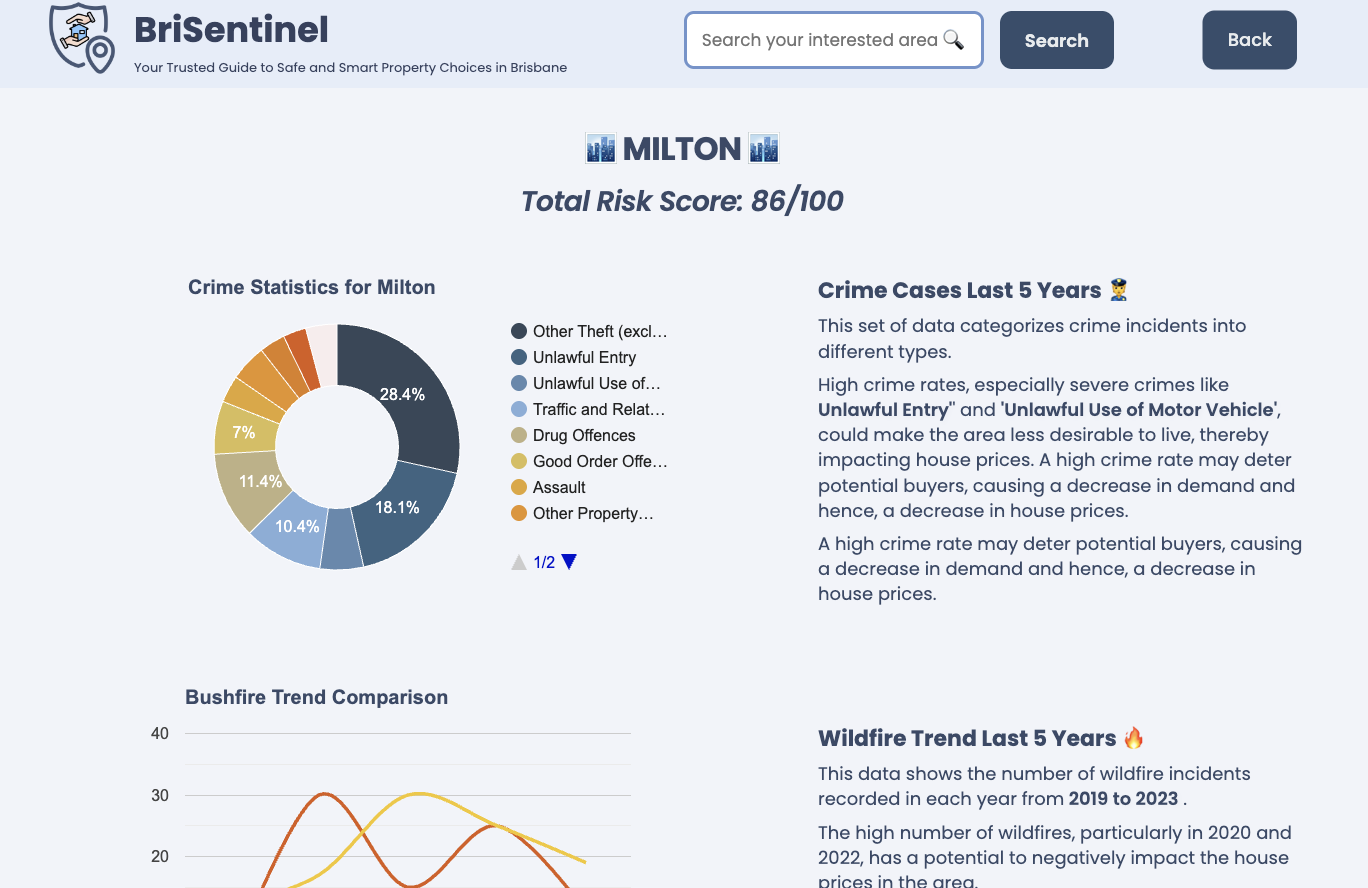 BriSentinel
Your Trusted Guide to Safe and Smart Property Choices in Brisbane
Search your interested area 🔍
Search
Back
🏙️ MILTON 🏙️
Total Risk Score: 86/100
Crime Statistics for Milton
28.4%
18.1%
10.4%
11.4%
7%
Other Theft (excl…
Unlawful Entry
Unlawful Use of…
Traffic and Relat…
Drug Offences
Good Order Offe…
Assault
Other Property…
1/2
Crime Cases Last 5 Years 👮
This set of data categorizes crime incidents into
different types.
High crime rates, especially severe crimes like
Unlawful Entry" and 'Unlawful Use of Motor Vehicle',
could make the area less desirable to live, thereby
impacting house prices. A high crime rate may deter
potential buyers, causing a decrease in demand and
hence, a decrease in house prices.
A high crime rate may deter potential buyers, causing
a decrease in demand and hence, a decrease in
house prices.
Bushfire Trend Comparison
40
30
20
Wildfire Trend Last 5 Years 🔥
This data shows the number of wildfire incidents
recorded in each year from 2019 to 2023 .
The high number of wildfires, particularly in 2020 and
2022, has a potential to negatively impact the house
prices in the area.